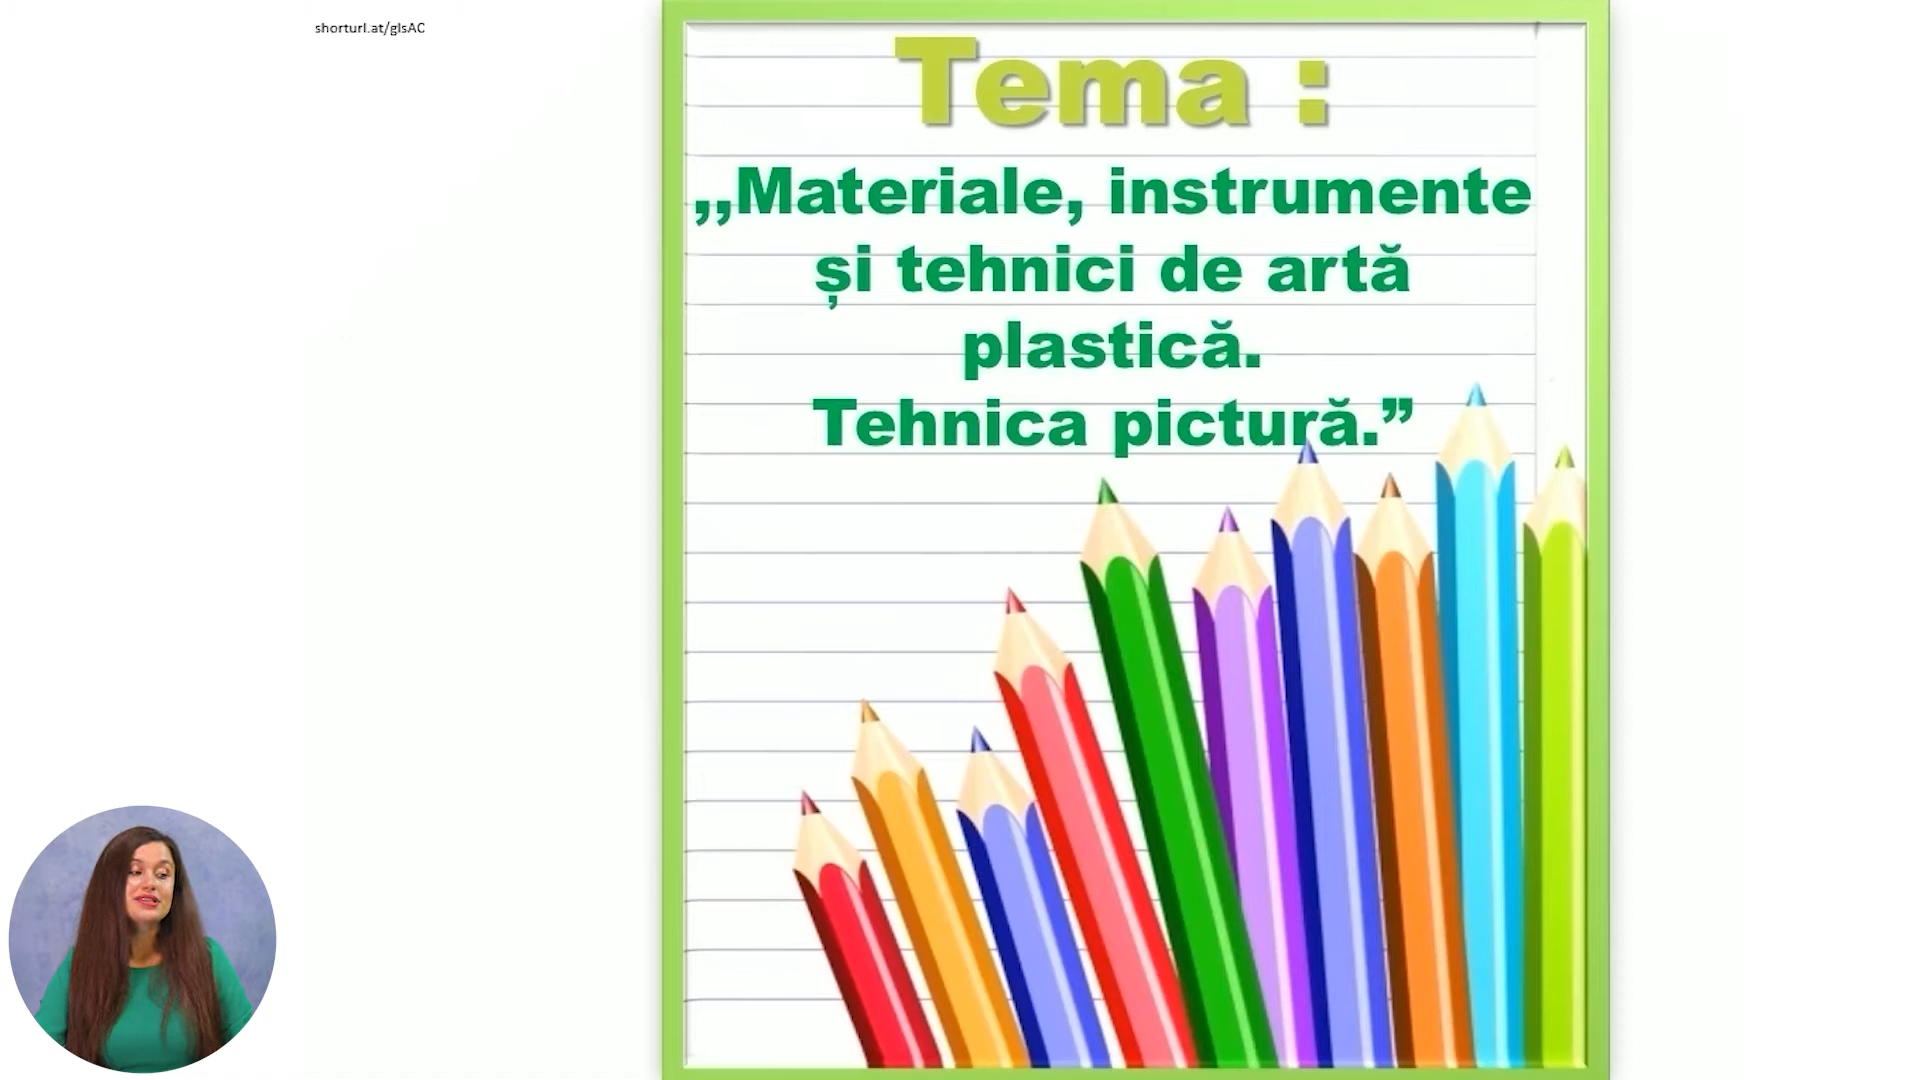 shorturl.at/glsAC
Tema :
,,Materiale, instrumente
și tehnici de artă
plastică.
Tehnica pictură.”